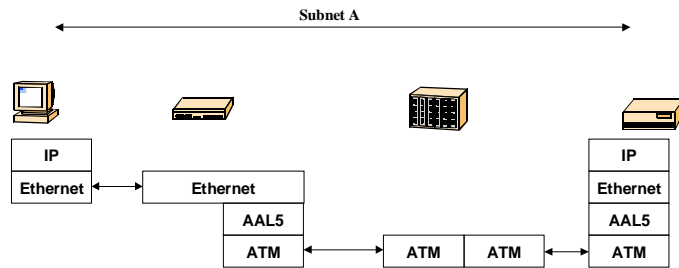 Subnet A
IP
IP
Ethernet
Ethernet
Ethernet
AAL5
AAL5
ATM
ATM
ATM
ATM